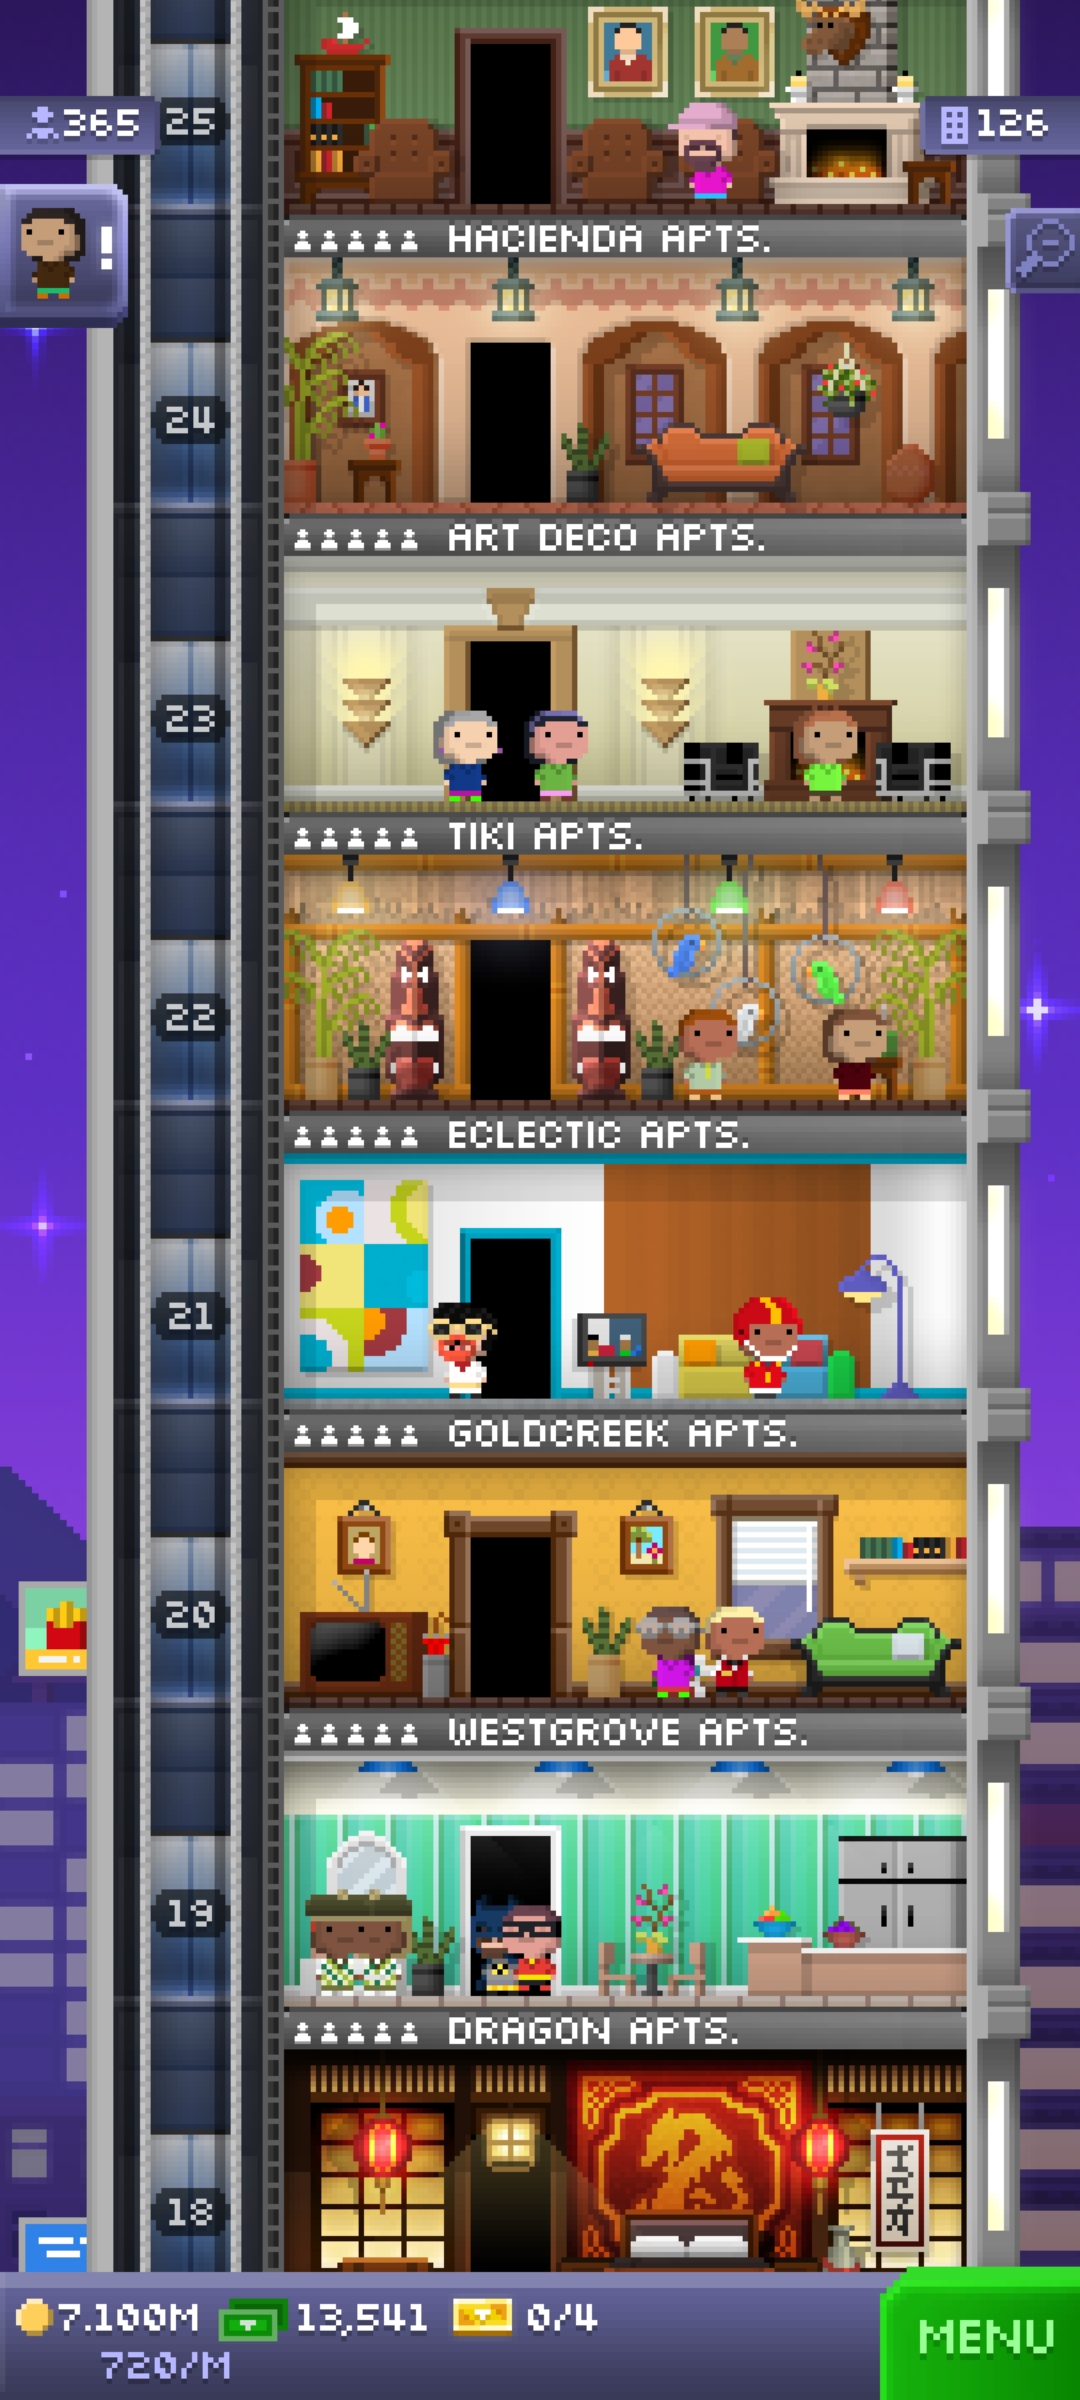 365
25
126
!
HACIENDA APTS.
24
ART DECO APTS.
23
TIKI APTS.
22
ECLECTIC APTS.
21
GOLDCREEK APTS.
20
WESTGROVE APTS.
19
DRAGON APTS.
18
7.100M 13,541 0/4
720/M
MENU